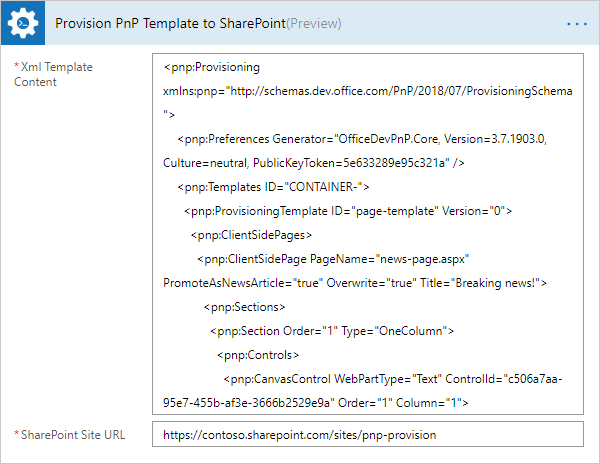 Provision PnP Template to SharePoint(Preview)
* Xml Template
Content
<pnp:Provisioning
xmlns:pnp="http://schemas.dev.office.com/PnP/2018/07/ProvisioningSchema
">
<pnp:Preferences Generator="OfficeDevPnP.Core, Version=3.7.1903.0,
Culture=neutral, PublicKeyToken=5e633289e95c321a" />
<pnp:Templates ID="CONTAINER-">
<pnp:ProvisioningTemplate ID="page-template" Version="0">
<pnp:ClientSidePages>
<pnp:ClientSidePage PageName="news-page.aspx"
PromoteAsNewsArticle="true" Overwrite="true" Title="Breaking news!">
<pnp:Sections>
<pnp:Section Order="1" Type="OneColumn">
<pnp:Controls>
<pnp:CanvasControl WebPartType="Text" ControlId="c506a7aa-
95e7-455b-af3e-3666b2529e9a" Order="1" Column="1">
* SharePoint Site URL
https://contoso.sharepoint.com/sites/pnp-provision